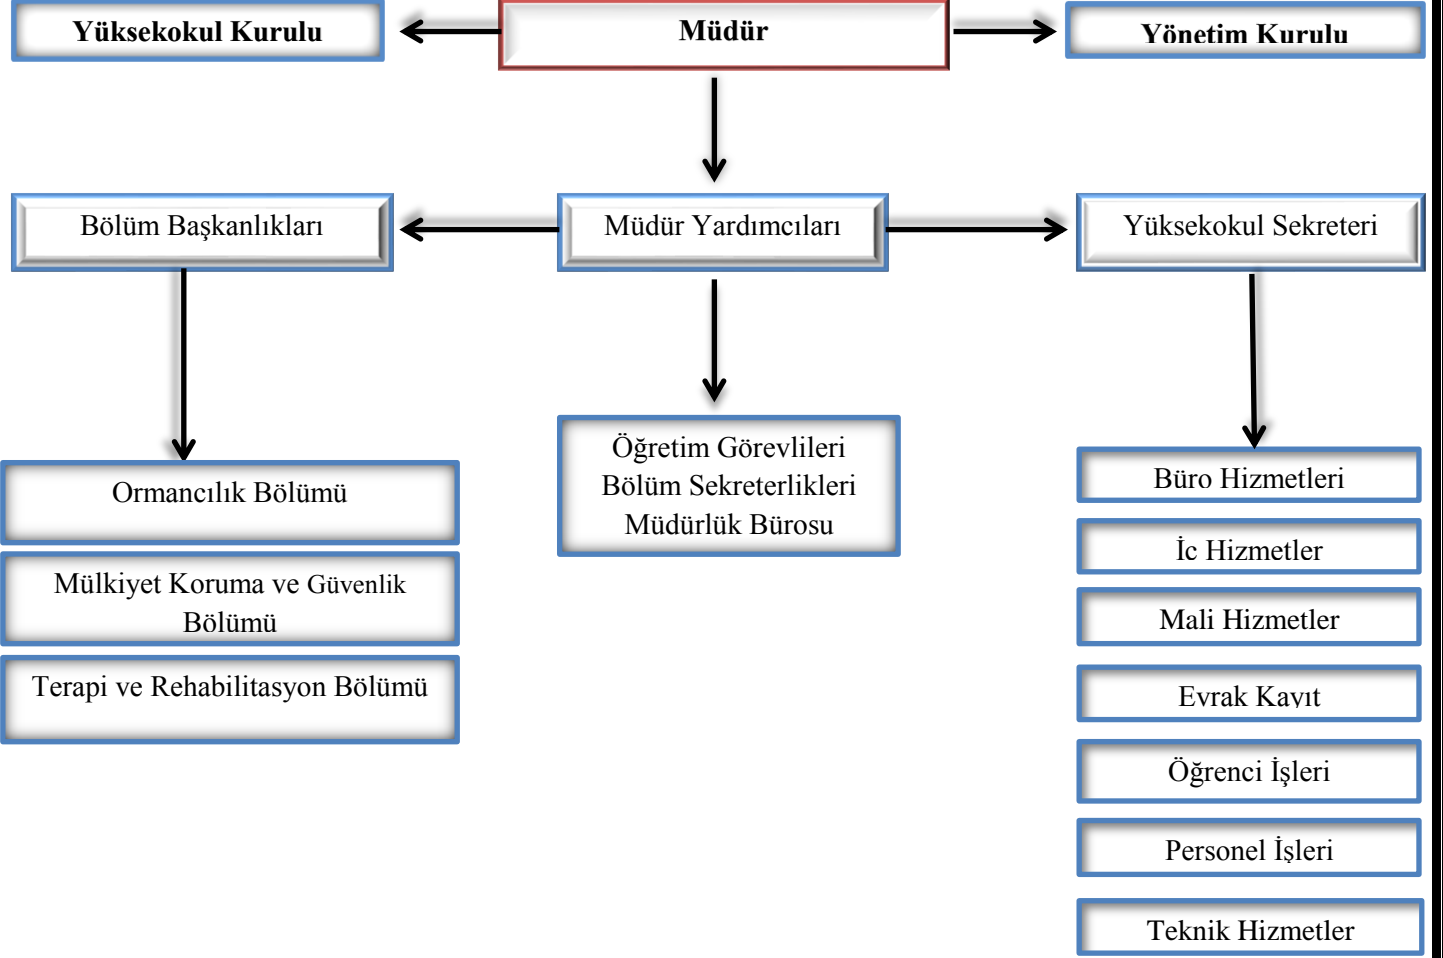 Yüksekokul Kurulu
Müdür
Yönetim Kurulu
Bölüm Başkanlıkları
Müdür Yardımcıları
Yüksekokul Sekreteri
Ormancılık Bölümü
Mülkiyet Koruma ve Güvenlik
Bölümü
Terapi ve Rehabilitasyon Bölümü
Öğretim Görevlileri
Bölüm Sekreterlikleri
Müdürlük Bürosu
Büro Hizmetleri
İç Hizmetler
Mali Hizmetler
Evrak Kayıt
Öğrenci İşleri
Personel İşleri
Teknik Hizmetler